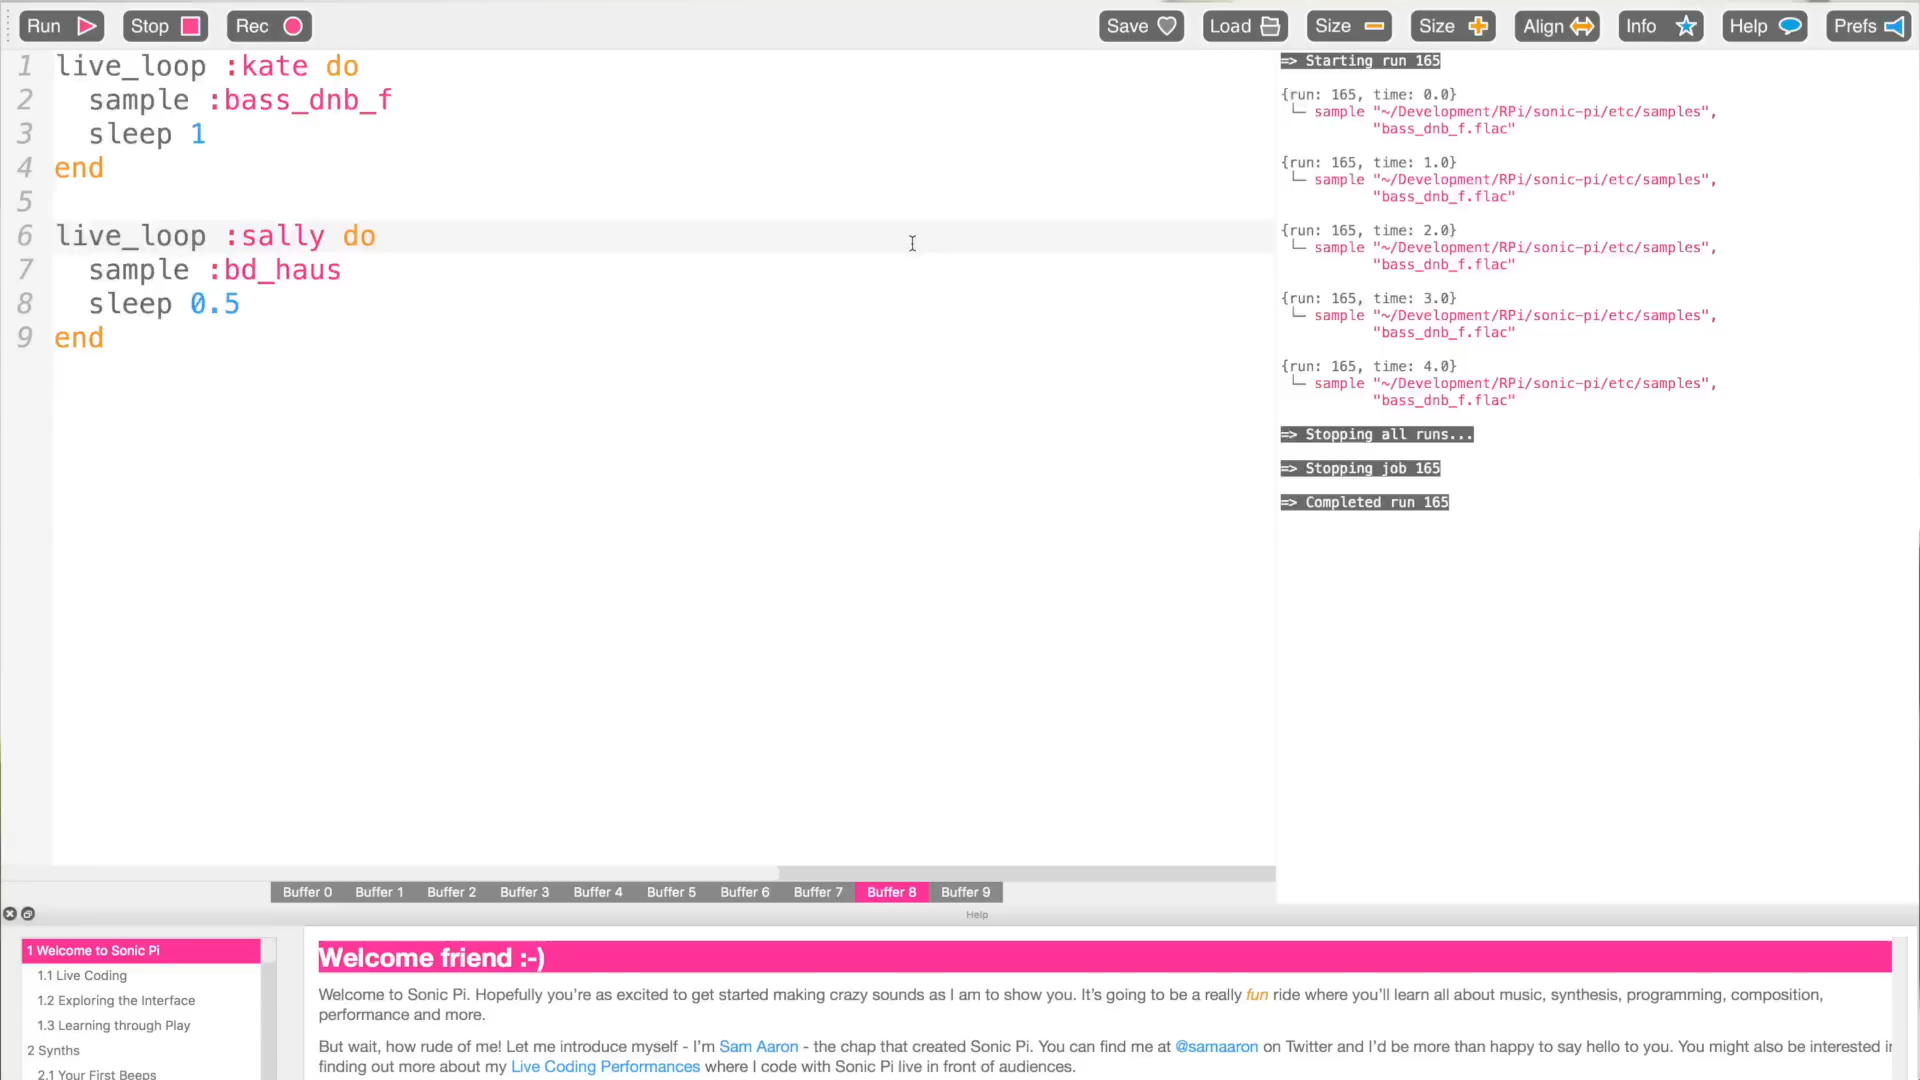 Run Stop Rec Save Load Size Size Align Info Help Prefs
1 live_loop :kate do
2 sample :bass_dnb_f
3 sleep 1
4 end
5
6 live_loop :sally do
7 sample :bd_haus
8 sleep 0.5
9 end
=> Starting run 165
{run: 165, time: 0.0}
└─ sample "~/Development/RPi/sonic-pi/etc/samples",
"bass_dnb_f.flac"
{run: 165, time: 1.0}
└─ sample "~/Development/RPi/sonic-pi/etc/samples",
"bass_dnb_f.flac"
{run: 165, time: 2.0}
└─ sample "~/Development/RPi/sonic-pi/etc/samples",
"bass_dnb_f.flac"
{run: 165, time: 3.0}
└─ sample "~/Development/RPi/sonic-pi/etc/samples",
"bass_dnb_f.flac"
{run: 165, time: 4.0}
└─ sample "~/Development/RPi/sonic-pi/etc/samples",
"bass_dnb_f.flac"
=> Stopping all runs...
=> Stopping job 165
=> Completed run 165
Buffer 0 Buffer 1 Buffer 2 Buffer 3 Buffer 4 Buffer 5 Buffer 6 Buffer 7 Buffer 8 Buffer 9
Help
1 Welcome to Sonic Pi
1.1 Live Coding
1.2 Exploring the Interface
1.3 Learning through Play
2 Synths
2.1 Your First Beeps
Welcome friend :-)
Welcome to Sonic Pi. Hopefully you're as excited to get started making crazy sounds as I am to show you. It's going to be a really fun ride where you'll learn all about music, synthesis, programming, composition,
performance and more.
But wait, how rude of me! Let me introduce myself - I'm Sam Aaron - the chap that created Sonic Pi. You can find me at @samaaron on Twitter and I'd be more than happy to say hello to you. You might also be interested in
finding out more about my Live Coding Performances where I code with Sonic Pi live in front of audiences.